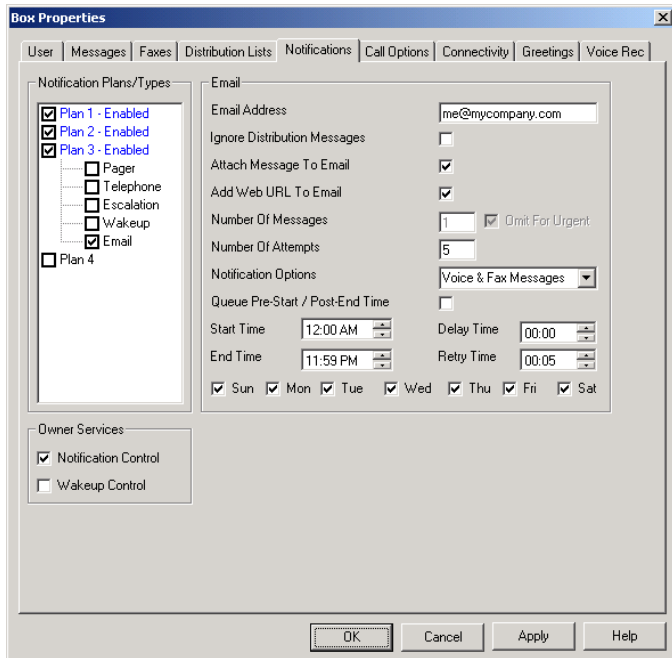 Box Properties
User Messages Faxes Distribution Lists Notifications Call Options Connectivity Greetings Voice Rec
Notification Plans/Types
Plan 1 - Enabled
Plan 2 - Enabled
Plan 3 - Enabled
Pager
Telephone
Escalation
Wakeup
Email
Plan 4
Owner Services
Notification Control
Wakeup Control
Email
Email Address me@mycompany.com
Ignore Distribution Messages
Attach Message To Email
Add Web URL To Email
Number Of Messages 1 Omit For Urgent
Number Of Attempts 5
Notification Options Voice & Fax Messages
Queue Pre-Start / Post-End Time
Start Time 12:00 AM Delay Time 00:00
End Time 11:59 PM Retry Time 00:05
Sun Mon Tue Wed Thu Fri Sat
OK Cancel Apply Help